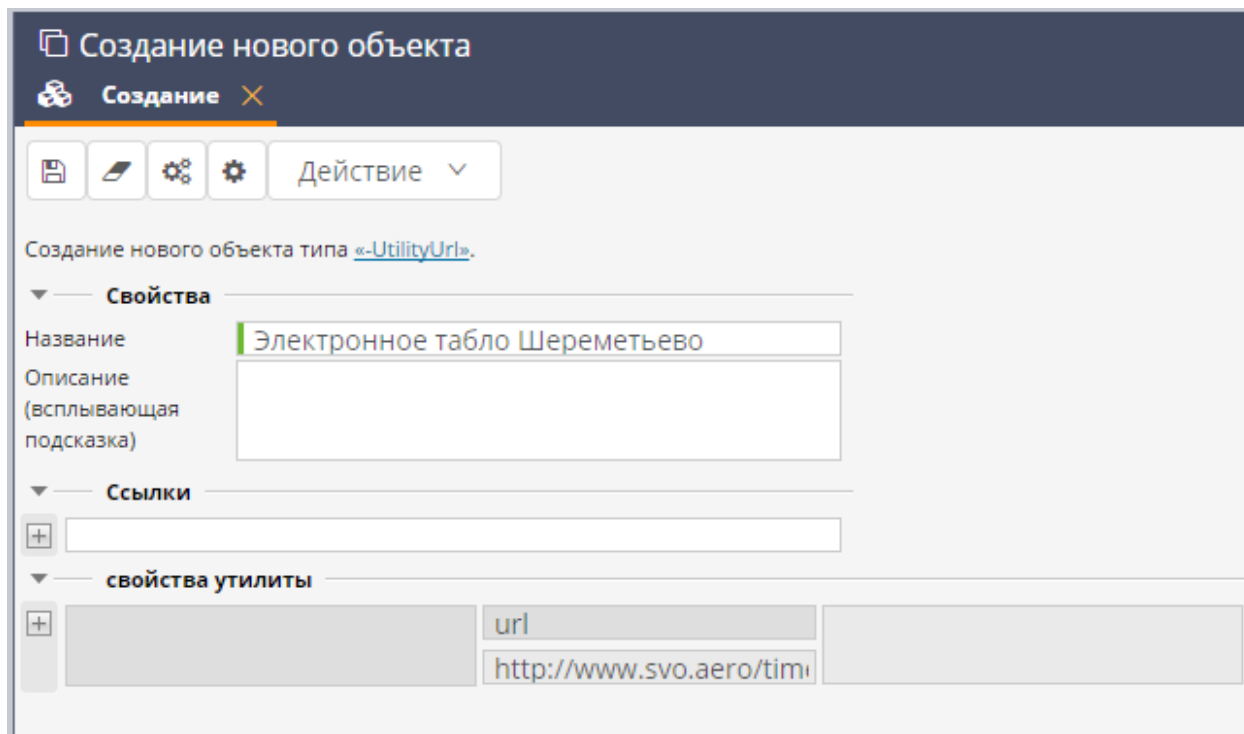 Создание нового объекта
Создание
Действие
Создание нового объекта типа «-UtilityUrl».
Свойства
Название
Электронное табло Шереметьево
Описание
(всплывающая
подсказка)
Ссылки
свойства утилиты
url
http://www.svo.aero/time